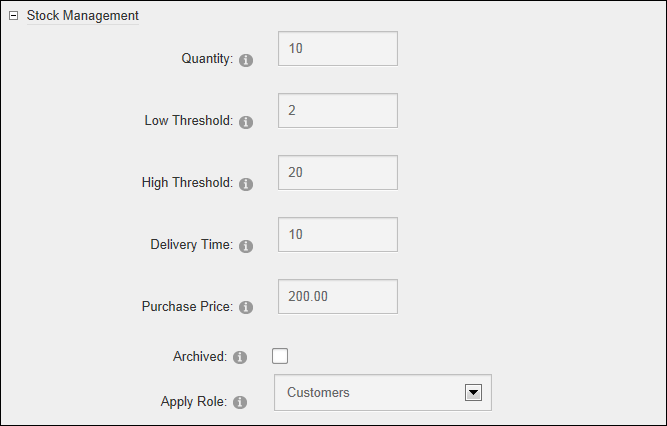 Stock Management
Quantity: 10
Low Threshold: 2
High Threshold: 20
Delivery Time: 10
Purchase Price: 200.00
Archived:
Apply Role: Customers